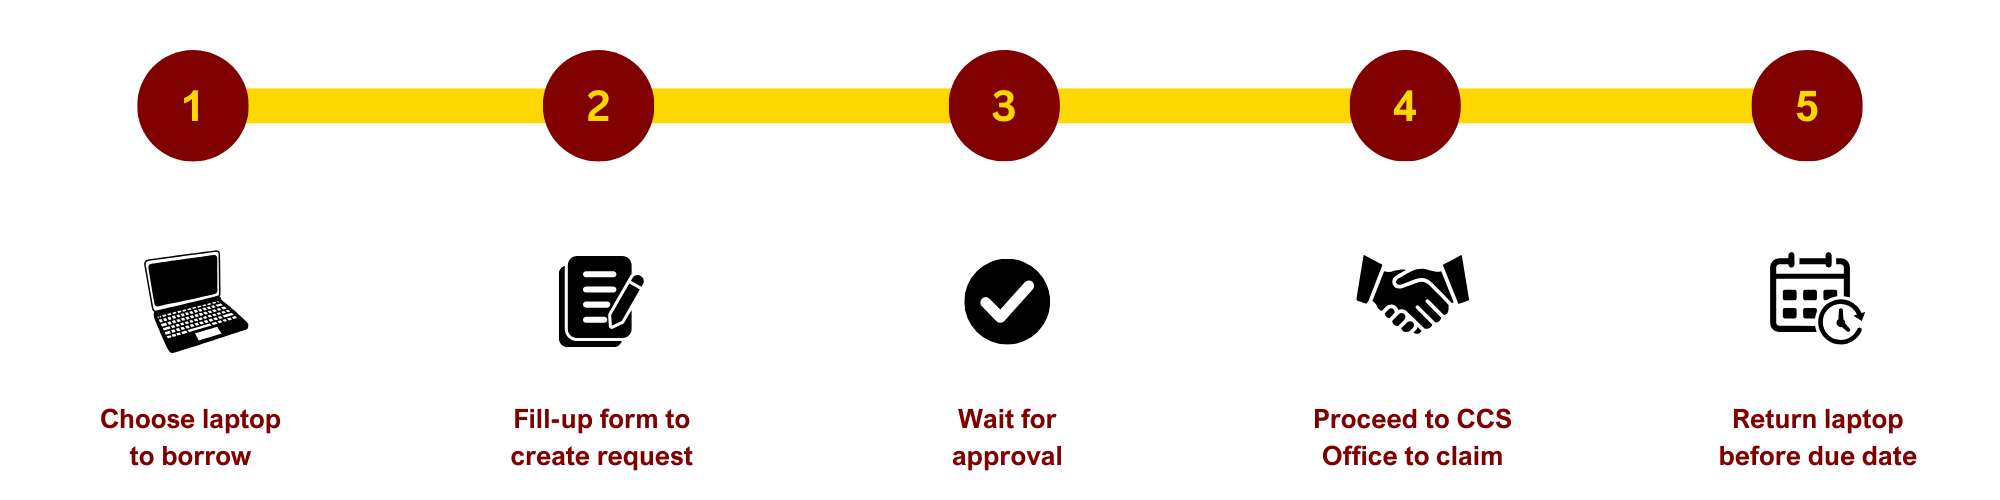 1
2
3
4
5
Choose laptop
to borrow
Fill-up form to
create request
Wait for
approval
Proceed to CCS
Office to claim
Return laptop
before due date